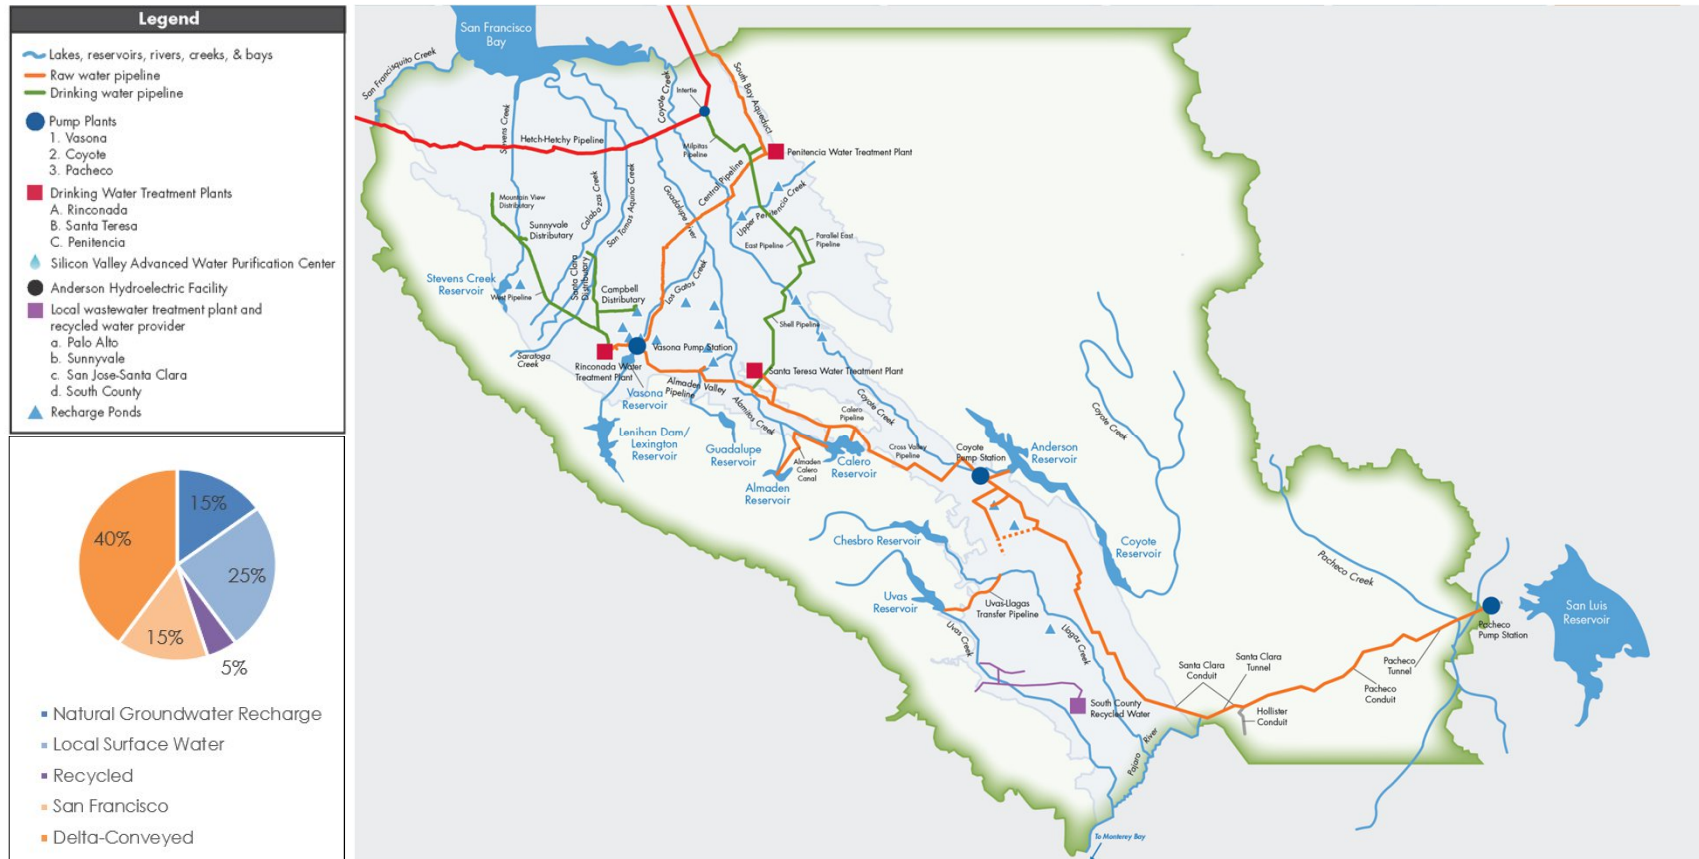 Legend
Lakes, reservoirs, rivers, creeks, & bays
Raw water pipeline
Drinking water pipeline
Pump Plants
1. Vasona
2. Coyote
3. Pacheco
Drinking Water Treatment Plants
A. Rinconada
B. Santa Teresa
C. Penitencia
Silicon Valley Advanced Water Purification Center
Anderson Hydroelectric Facility
Local wastewater treatment plant and
recycled water provider
a. Palo Alto
b. Sunnyvale
c. San Jose-Santa Clara
d. South County
Recharge Ponds
15%
40%
25%
15%
5%
Natural Groundwater Recharge
Local Surface Water
Recycled
San Francisco
Delta-Conveyed
San Francisco
Bay
San Francisquito Creek
Stevens Creek
Hetch-Hetchy Pipeline
Coyote Creek
Intertie
South Bay Aqueduct
Milpitas
Pipeline
Penitencia Water Treatment Plant
Central Pipeline
Upper Penitencia Creek
Mountain View
Distributary
Sunnyvale
Distributary
Calabazas Creek
San Tomas Aquino Creek
Guadalupe River
East Pipeline
Parallel East
Pipeline
Stevens Creek
Reservoir
West Pipeline
Santa Clara
Distributary
Campbell
Distributary
Los Gatos Creek
Shell Pipeline
Saratoga
Creek
Vasona Pump Station
Rinconada Water
Treatment Plant
Santa Teresa Water Treatment Plant
Vasona
Reservoir
Almaden Valley
Pipeline
Alamitos Creek
Coyote Creek
Calero
Pipeline
Lenihan Dam/
Lexington
Reservoir
Guadalupe
Reservoir
Almaden
Calero
Canal
Calero
Reservoir
Cross Valley
Pipeline
Coyote
Pump Station
Anderson
Reservoir
Coyote Creek
Almaden
Reservoir
Chesbro Reservoir
Coyote
Reservoir
Uvas
Reservoir
Uvas-Llagas
Transfer Pipeline
Uvas Creek
Llagas Creek
Pacheco Creek
San Luis
Reservoir
Pacheco
Pump Station
Santa Clara
Conduit
Santa Clara
Tunnel
Pacheco
Tunnel
Pacheco
Conduit
Hollister
Conduit
South County
Recycled Water
Pajaro River
To Monterey Bay